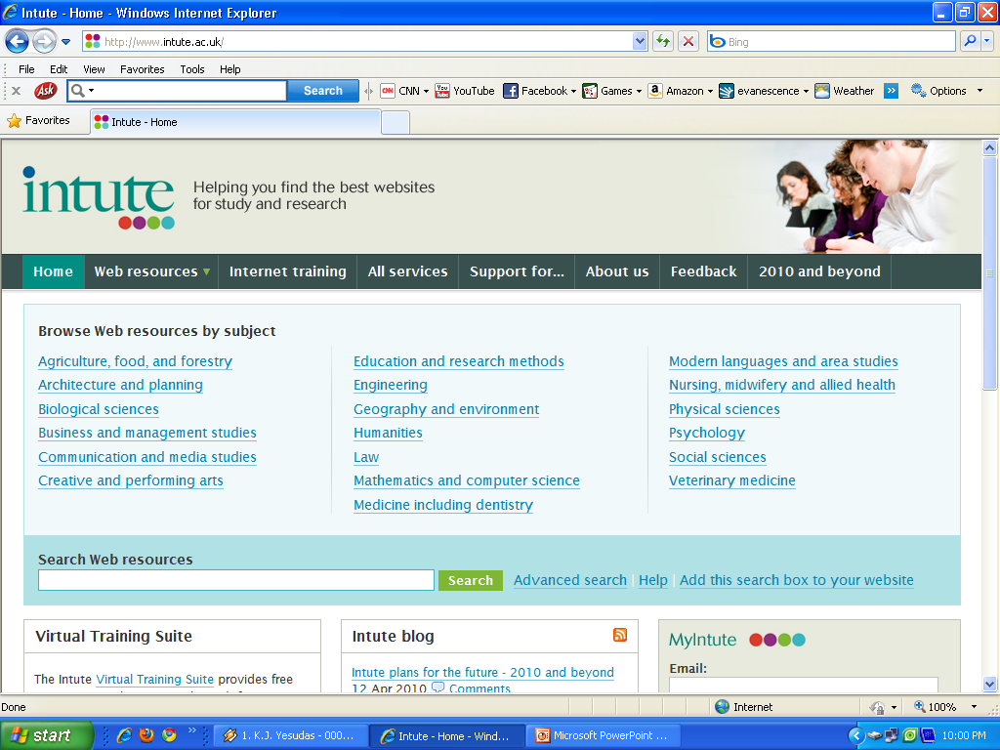 Intute - Home - Windows Internet Explorer
http://www.intute.ac.uk/
Bing
File Edit View Favorites Tools Help
Ask Search CNN YouTube Facebook Games Amazon evanescence Weather Options
Favorites Intute - Home
intute
Helping you find the best websites
for study and research
Home Web resources Internet training All services Support for... About us Feedback 2010 and beyond
Browse Web resources by subject
Agriculture, food, and forestry
Architecture and planning
Biological sciences
Business and management studies
Communication and media studies
Creative and performing arts
Education and research methods
Engineering
Geography and environment
Humanities
Law
Mathematics and computer science
Medicine including dentistry
Modern languages and area studies
Nursing, midwifery and allied health
Physical sciences
Psychology
Social sciences
Veterinary medicine
Search Web resources
Search Advanced search | Help | Add this search box to your website
Virtual Training Suite
The Intute Virtual Training Suite provides free
Intute blog
Intute plans for the future - 2010 and beyond
12 Apr 2010 Comments
MyIntute
Email:
Done Internet 100%
start 1. K.J. Yesudas - 000... Intute - Home - Wind... Microsoft PowerPoint ... 10:00 PM